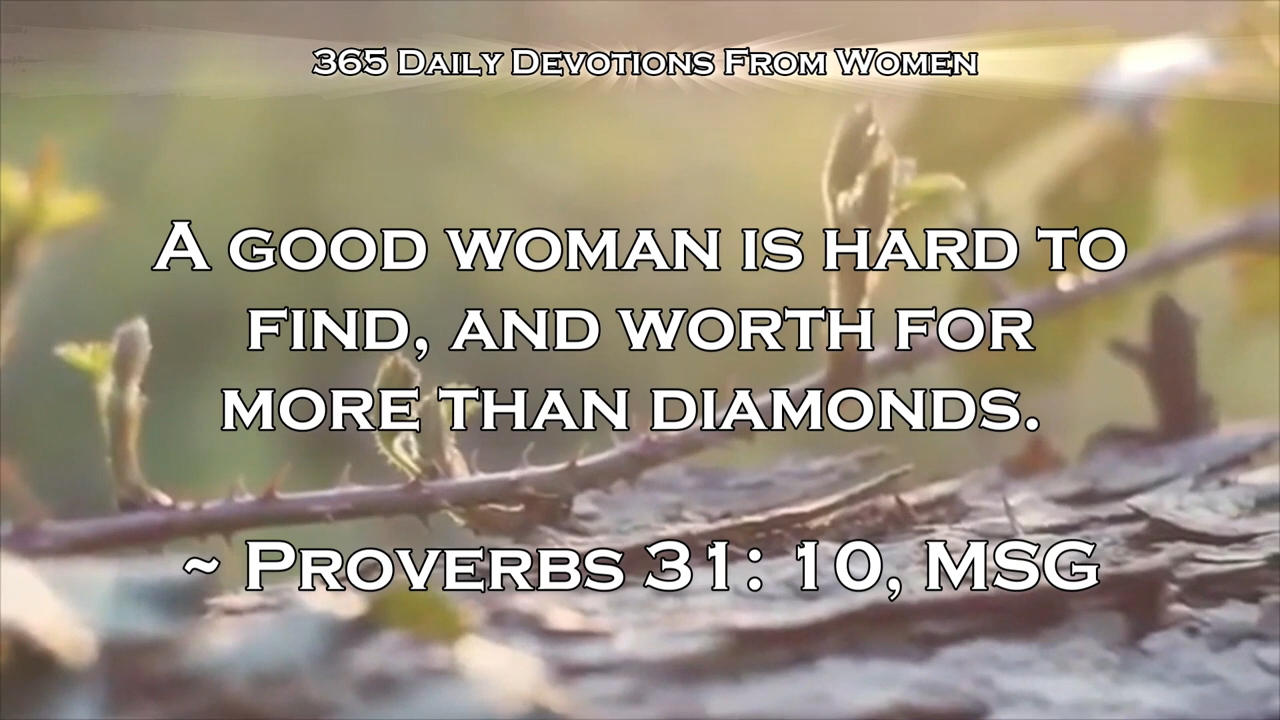 365 Daily Devotions From Women
A good woman is hard to
find, and worth far
more than diamonds.
~ Proverbs 31: 10, MSG